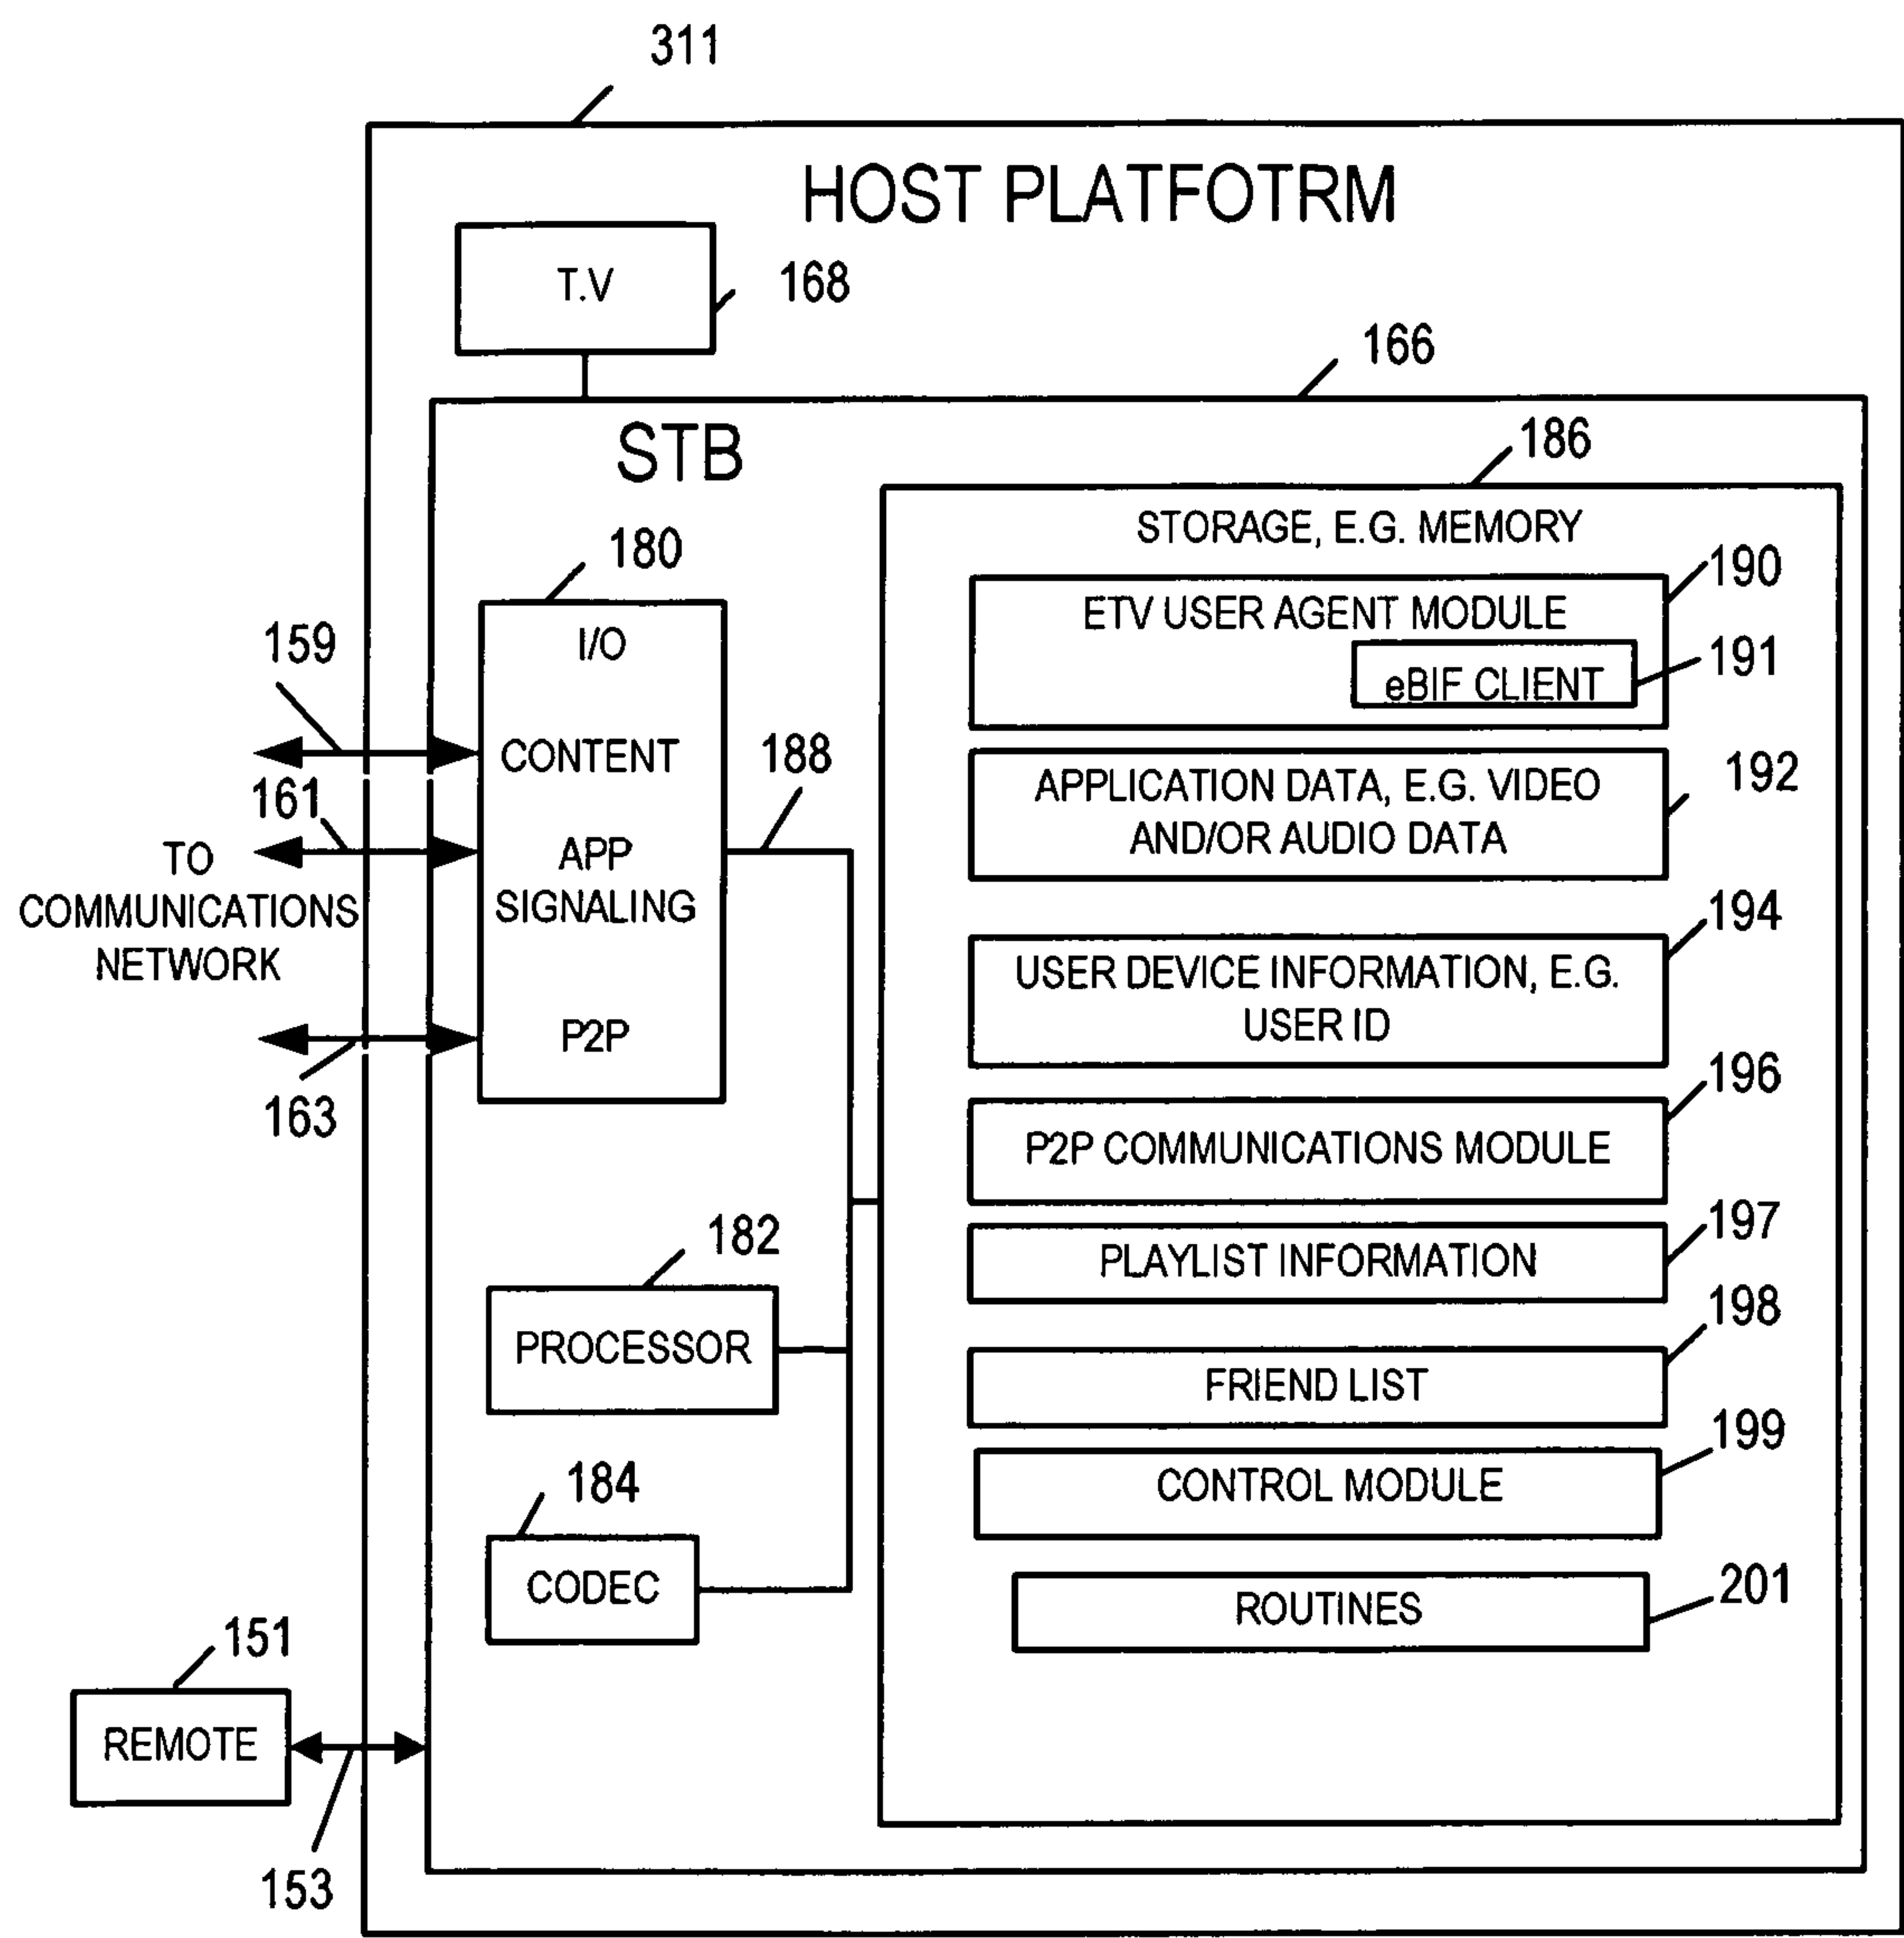 311
HOST PLATFOTRM
T.V
168
166
STB
186
STORAGE, E.G. MEMORY
180
190
ETV USER AGENT MODULE
I/O
159
191
eBIF CLIENT
CONTENT
188
192
APPLICATION DATA, E.G. VIDEO
AND/OR AUDIO DATA
161
APP
SIGNALING
TO
COMMUNICATIONS
NETWORK
194
USER DEVICE INFORMATION, E.G.
USER ID
P2P
163
196
P2P COMMUNICATIONS MODULE
197
PLAYLIST INFORMATION
182
PROCESSOR
198
FRIEND LIST
199
CONTROL MODULE
184
CODEC
201
ROUTINES
151
REMOTE
153